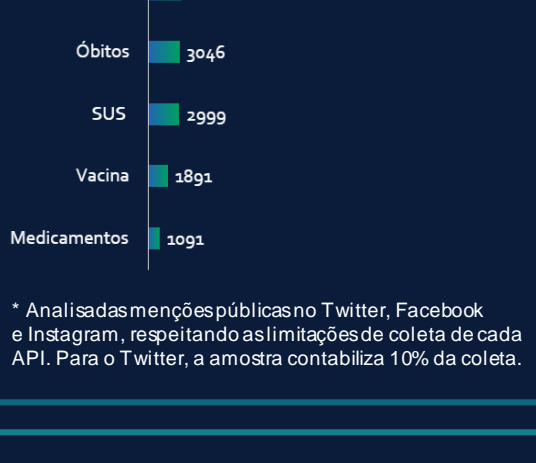 Óbitos 3046
SUS 2999
Vacina 1891
Medicamentos 1091
* Analisadas menções públicas no Twitter, Facebook
e Instagram, respeitando as limitações de coleta de cada
API. Para o Twitter, a amostra contabiliza 10% da coleta.